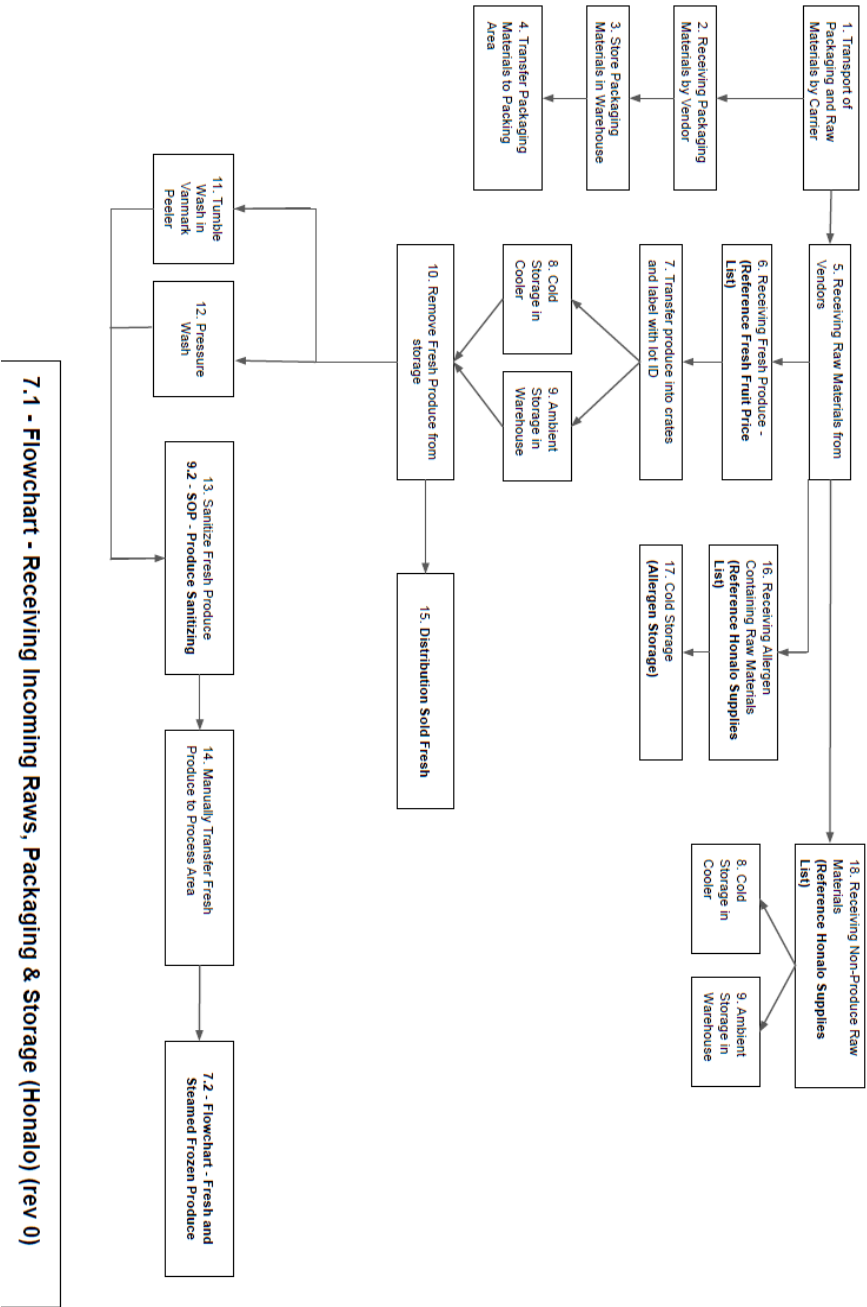 1. Transport of
Packaging and Raw
Materials by Carrier
2. Receiving Packaging
Materials by Vendor
3. Store Packaging
Materials in Warehouse
4. Transfer Packaging
Materials to Packing
Area
5. Receiving Raw Materials from
Vendors
6. Receiving Fresh Produce -
(Reference Fresh Fruit Price
List)
7. Transfer produce into crates
and label with lot ID
8. Cold
Storage in
Cooler
9. Ambient
Storage in
Warehouse
10. Remove Fresh Produce from
storage
11. Tumble
Wash in
Vanmark
Peeler
12. Pressure
Wash
13. Sanitize Fresh Produce
9.2 - SOP - Produce Sanitizing
14. Manually Transfer Fresh
Produce to Process Area
7.2 - Flowchart - Fresh and
Steamed Frozen Produce
15. Distribution Sold Fresh
16. Receiving Allergen
Containing Raw Materials
(Reference Honalo Supplies
List)
17. Cold Storage
(Allergen Storage)
18. Receiving Non-Produce Raw
Materials
(Reference Honalo Supplies
List)
8. Cold
Storage in
Cooler
9. Ambient
Storage in
Warehouse
7.1 - Flowchart - Receiving Incoming Raws, Packaging & Storage (Honalo) (rev 0)